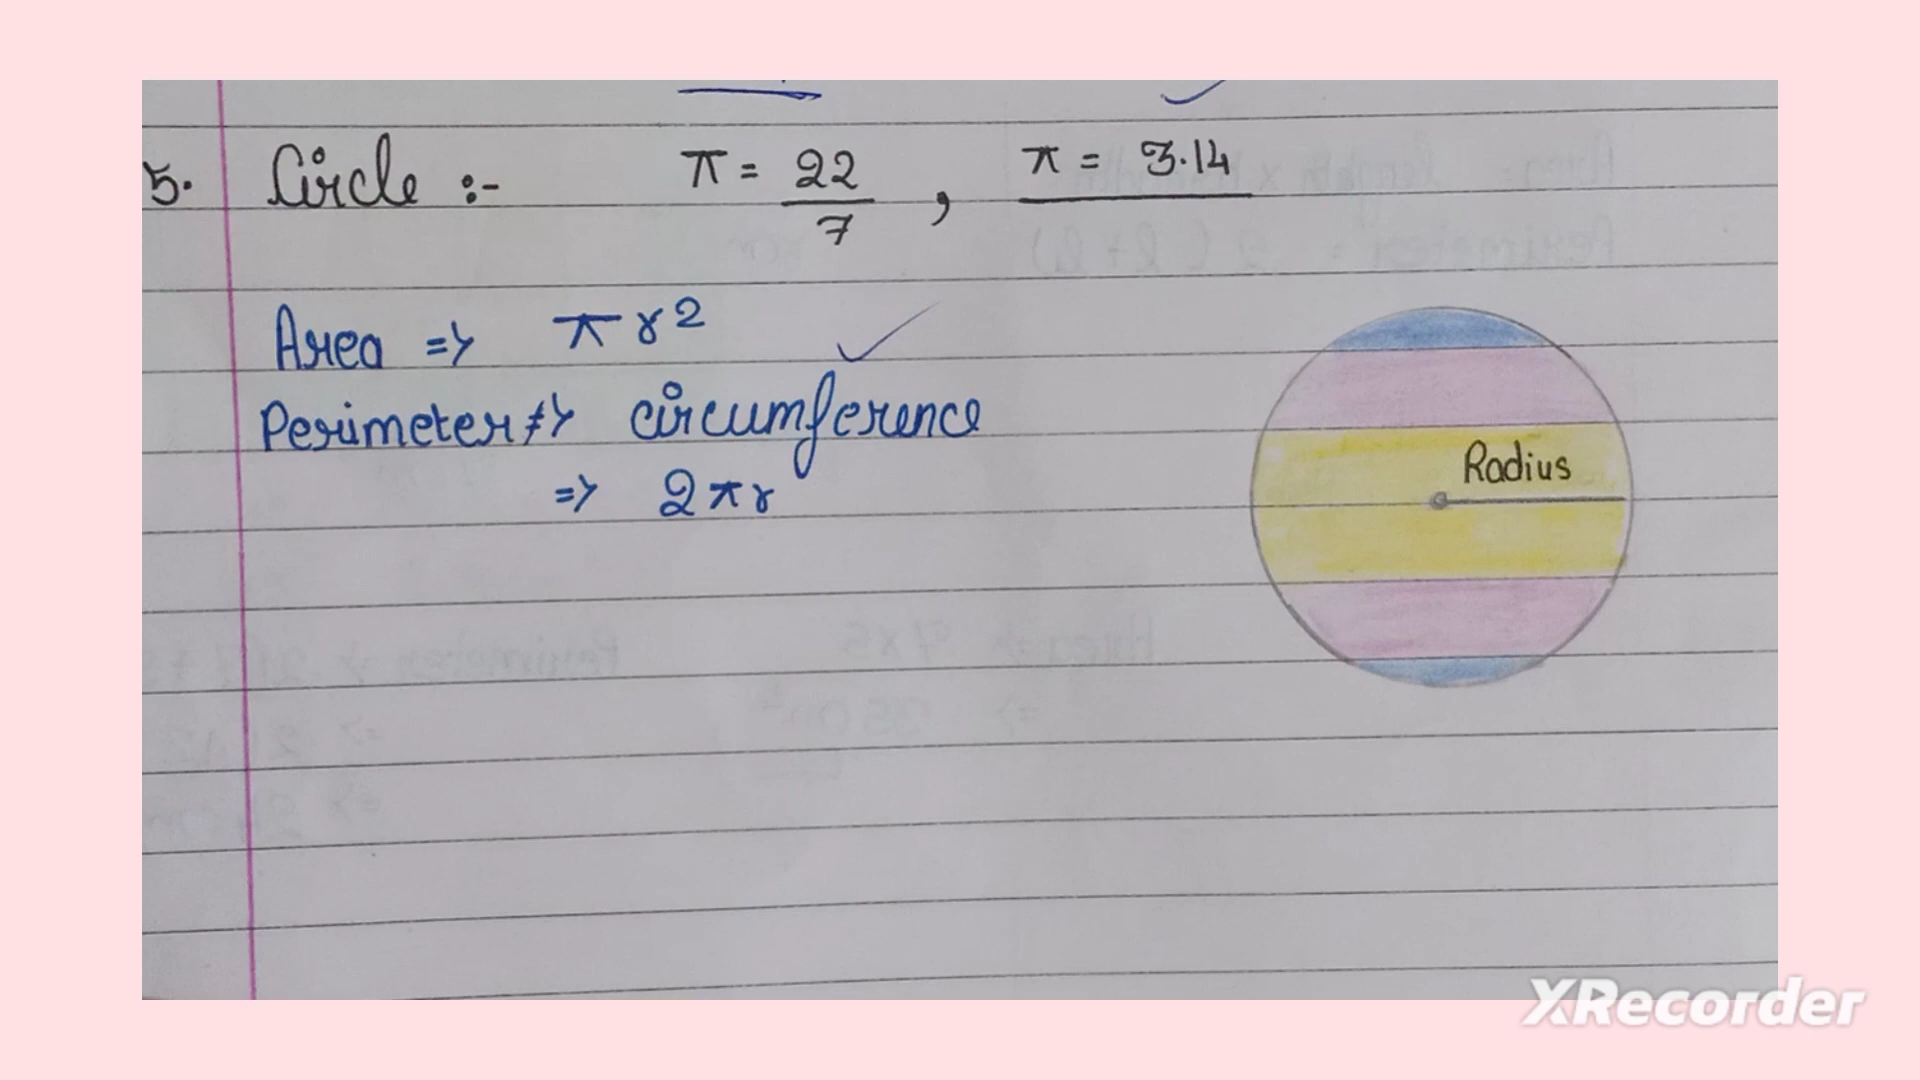 5. Circle :- π = 22/7 , π = 3.14
Area => πr²
Perimeter => circumference
=> 2πr
Radius
XRecorder